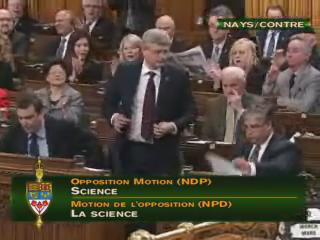 NAYS/CONTRE
OPPOSITION MOTION (NDP)
SCIENCE
MOTION DE L'OPPOSITION (NPD)
LA SCIENCE